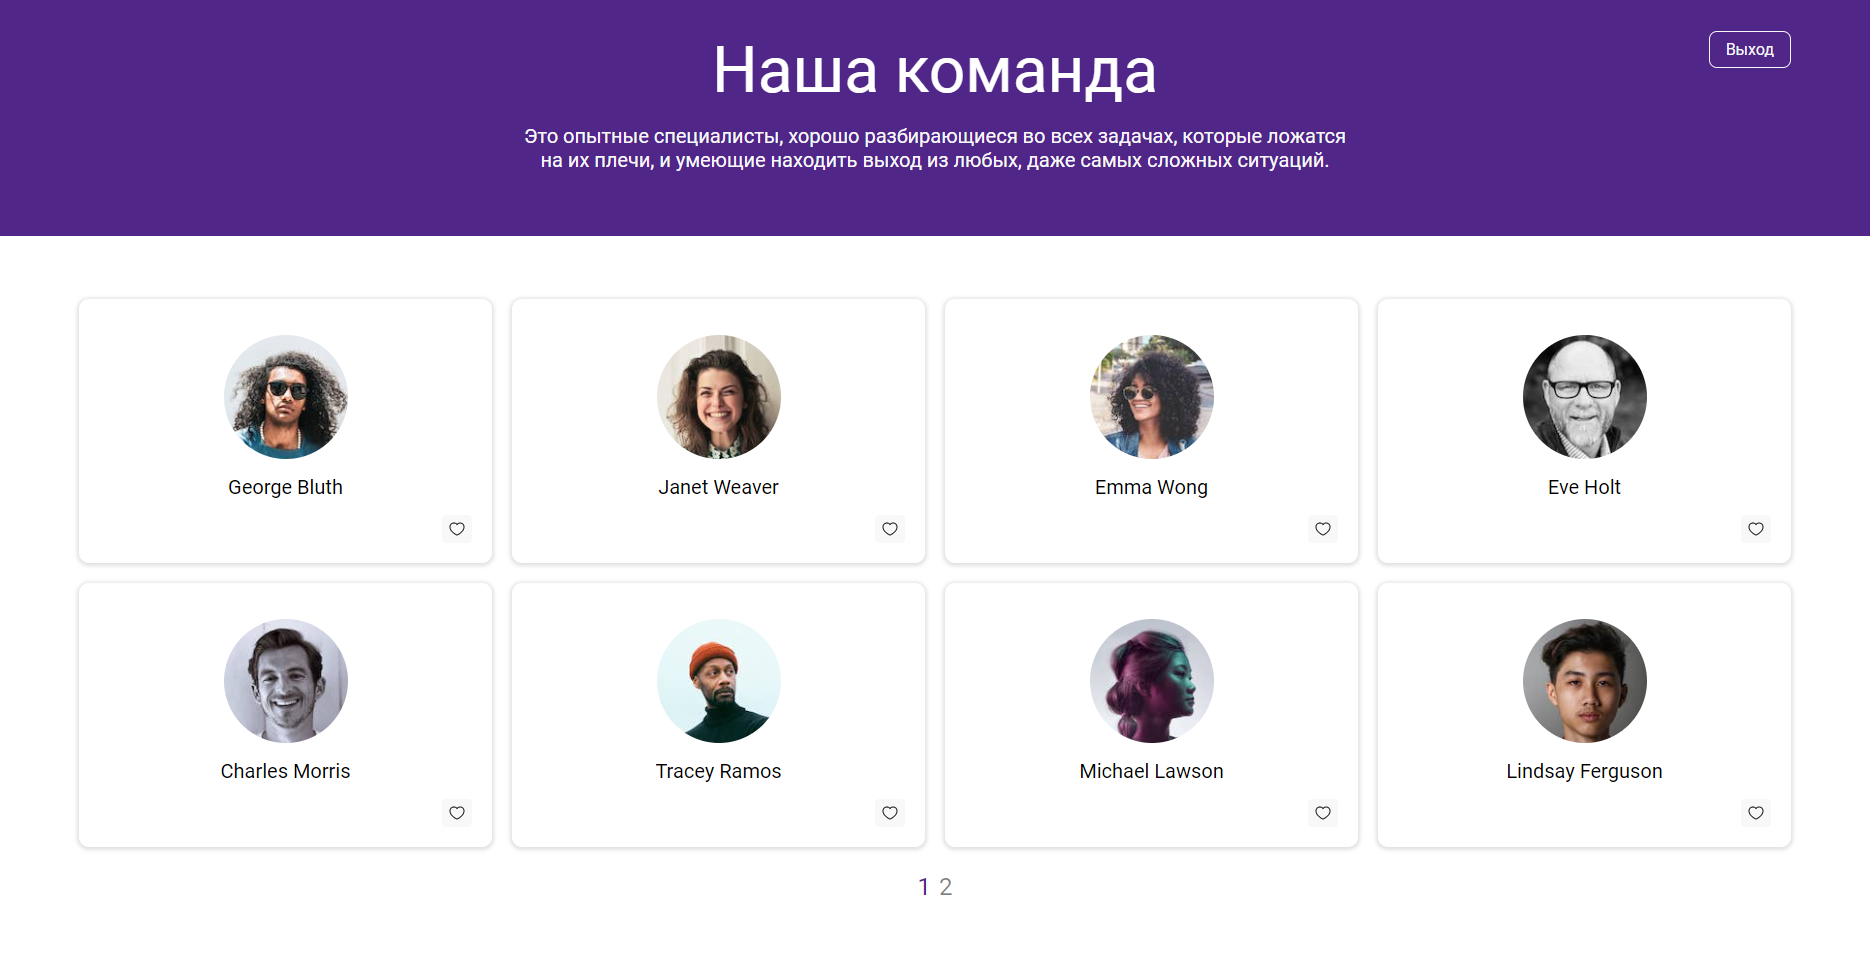 Выход
Наша команда
Это опытные специалисты, хорошо разбирающиеся во всех задачах, которые ложатся
на их плечи, и умеющие находить выход из любых, даже самых сложных ситуаций.
George Bluth
Janet Weaver
Emma Wong
Eve Holt
Charles Morris
Tracey Ramos
Michael Lawson
Lindsay Ferguson
1 2